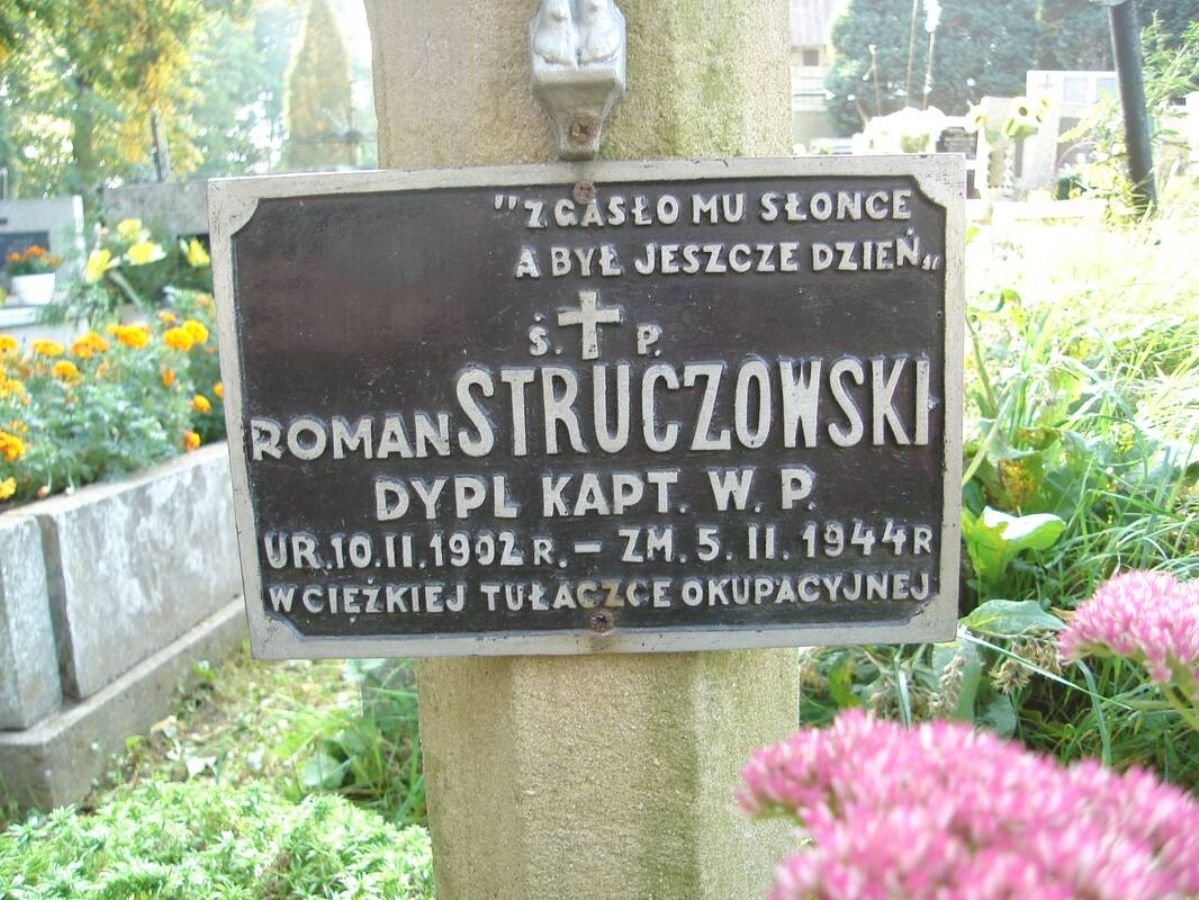 "ZGASŁO MU SŁONCE
A BYŁ JESZCZE DZIEŃ„
Ś. P.
ROMAN STRUCZOWSKI
DYPL KAPT. W. P.
UR. 10. II. 1902 R. – ZM. 5. II. 1944 R
W CIĘŻKIEJ TUŁACZCE OKUPACYJNEJ